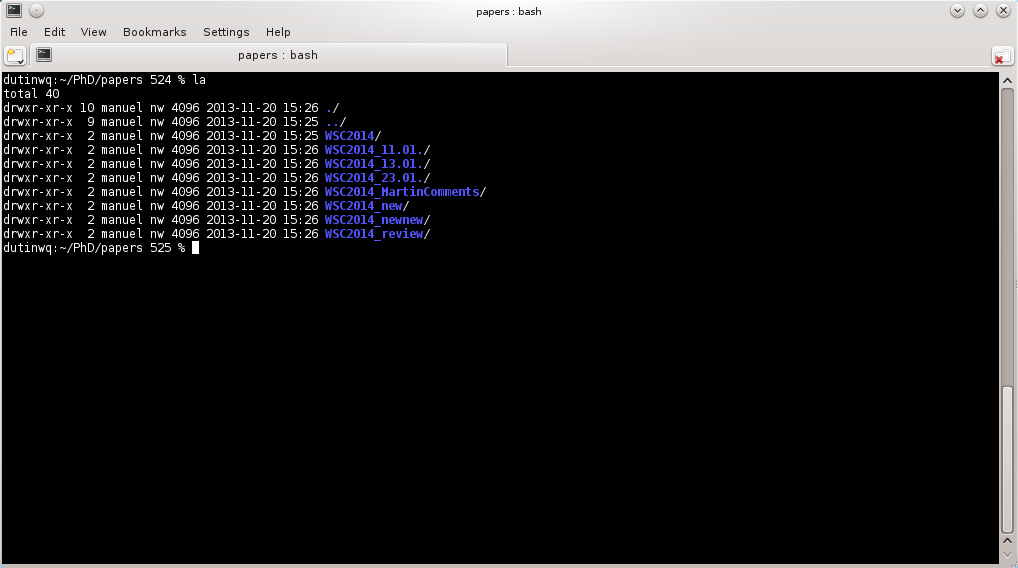 papers : bash
File Edit View Bookmarks Settings Help
papers : bash
dutinwq:~/PhD/papers 524 % la
total 40
drwxr-xr-x 10 manuel nw 4096 2013-11-20 15:26 ./
drwxr-xr-x  9 manuel nw 4096 2013-11-20 15:25 ../
drwxr-xr-x  2 manuel nw 4096 2013-11-20 15:25 WSC2014/
drwxr-xr-x  2 manuel nw 4096 2013-11-20 15:26 WSC2014_11.01./
drwxr-xr-x  2 manuel nw 4096 2013-11-20 15:26 WSC2014_13.01./
drwxr-xr-x  2 manuel nw 4096 2013-11-20 15:26 WSC2014_23.01./
drwxr-xr-x  2 manuel nw 4096 2013-11-20 15:26 WSC2014_MartinComments/
drwxr-xr-x  2 manuel nw 4096 2013-11-20 15:26 WSC2014_new/
drwxr-xr-x  2 manuel nw 4096 2013-11-20 15:26 WSC2014_newnew/
drwxr-xr-x  2 manuel nw 4096 2013-11-20 15:26 WSC2014_review/
dutinwq:~/PhD/papers 525 %